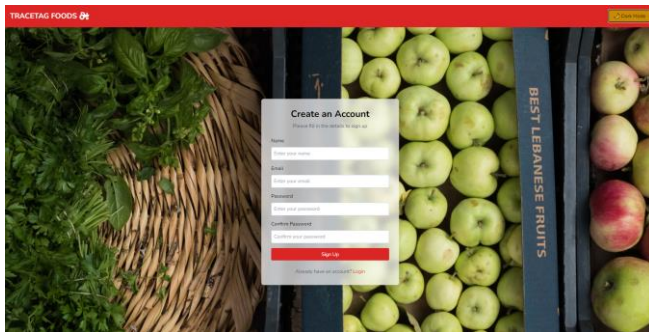 TRACETAG FOODS
Dark Mode
Create an Account
Please fill in the details to sign up
Name
Enter your name
Email
Enter your email
Password
Enter your password
Confirm Password
Confirm your password
Sign Up
Already have an account? Login
BEST LEBANESE FRUITS